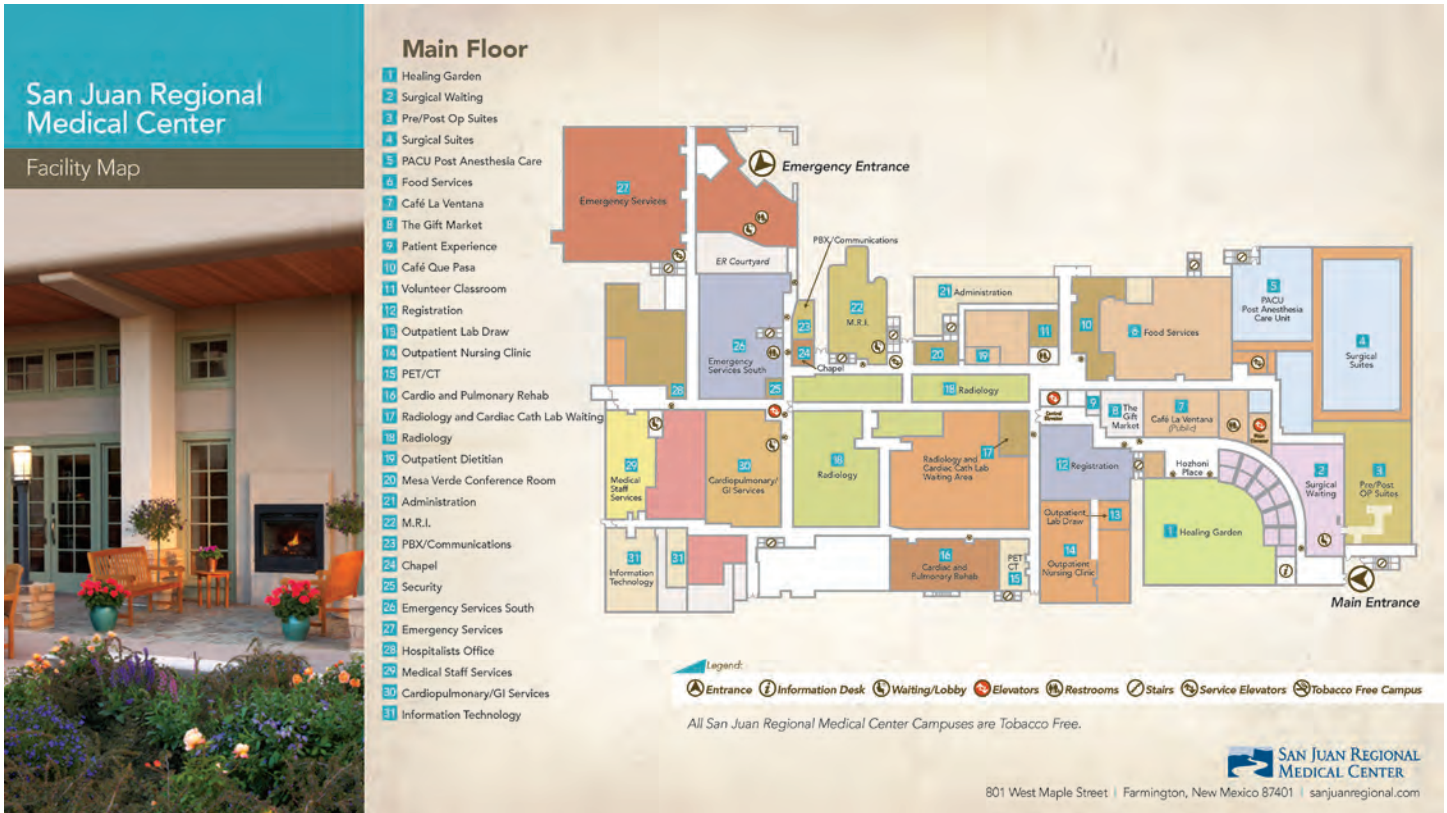 San Juan Regional
Medical Center
Facility Map
Main Floor
1 Healing Garden
2 Surgical Waiting
3 Pre/Post Op Suites
4 Surgical Suites
5 PACU Post Anesthesia Care
6 Food Services
7 Café La Ventana
8 The Gift Market
9 Patient Experience
10 Café Que Pasa
11 Volunteer Classroom
12 Registration
15 Outpatient Lab Draw
14 Outpatient Nursing Clinic
15 PET/CT
16 Cardio and Pulmonary Rehab
17 Radiology and Cardiac Cath Lab Waiting
18 Radiology
19 Outpatient Dietitian
20 Mesa Verde Conference Room
21 Administration
22 M.R.I.
23 PBX/Communications
24 Chapel
25 Security
26 Emergency Services South
27 Emergency Services
28 Hospitalists Office
29 Medical Staff Services
30 Cardiopulmonary/GI Services
31 Information Technology
Emergency Entrance
27
Emergency Services
ER Courtyard
PBX/Communications
22
M.R.I.
23
24
Chapel
26
Emergency
Services South
25
28
21 Administration
20
19
11
10
6 Food Services
5
PACU
Post Anesthesia
Care Unit
4
Surgical
Suites
18 Radiology
Central
Elevator
9
8 The
Gift
Market
7
Café La Ventana
(Public)
Main
Elevator
29
Medical
Staff
Services
30
Cardiopulmonary/
GI Services
18
Radiology
17
Radiology and
Cardiac Cath Lab
Waiting Area
12 Registration
Hozhoni
Place
2
Surgical
Waiting
3
Pre/Post
OP Suites
Outpatient
Lab Draw
13
1 Healing Garden
14
Outpatient
Nursing Clinic
31
Information
Technology
31
16
Cardiac and
Pulmonary Rehab
PET
CT
15
Main Entrance
Legend:
Entrance Information Desk Waiting/Lobby Elevators Restrooms Stairs Service Elevators Tobacco Free Campus
All San Juan Regional Medical Center Campuses are Tobacco Free.
San Juan Regional
Medical Center
801 West Maple Street | Farmington, New Mexico 87401 | sanjuanregional.com